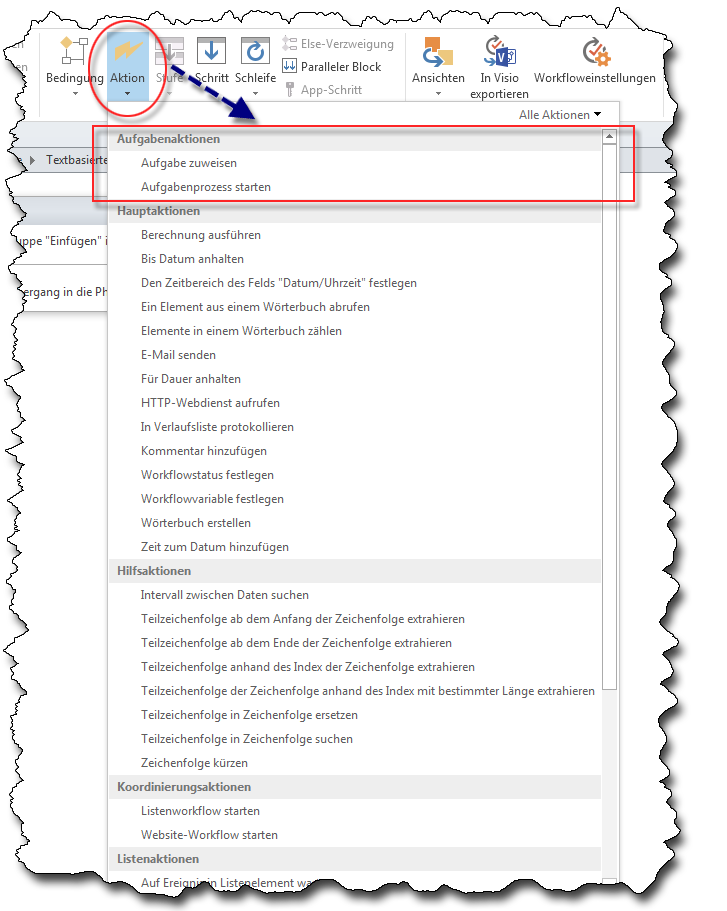 Else-Verzweigung
Bedingung Aktion Stufe Schritt Schleife Paralleler Block Ansichten In Visio exportieren Workfloweinstellungen
App-Schritt
Alle Aktionen
Aufgabenaktionen
Textbasierte
Aufgabe zuweisen
Aufgabenprozess starten
Hauptaktionen
uppe "Einfügen" i
Berechnung ausführen
Bis Datum anhalten
Den Zeitbereich des Felds "Datum/Uhrzeit" festlegen
ergang in die Ph
Ein Element aus einem Wörterbuch abrufen
Elemente in einem Wörterbuch zählen
E-Mail senden
Für Dauer anhalten
HTTP-Webdienst aufrufen
In Verlaufsliste protokollieren
Kommentar hinzufügen
Workflowstatus festlegen
Workflowvariable festlegen
Wörterbuch erstellen
Zeit zum Datum hinzufügen
Hilfsaktionen
Intervall zwischen Daten suchen
Teilzeichenfolge ab dem Anfang der Zeichenfolge extrahieren
Teilzeichenfolge ab dem Ende der Zeichenfolge extrahieren
Teilzeichenfolge anhand des Index der Zeichenfolge extrahieren
Teilzeichenfolge der Zeichenfolge anhand des Index mit bestimmter Länge extrahieren
Teilzeichenfolge in Zeichenfolge ersetzen
Teilzeichenfolge in Zeichenfolge suchen
Zeichenfolge kürzen
Koordinierungsaktionen
Listenworkflow starten
Website-Workflow starten
Listenaktionen
Auf Ereignis in Listenelement wa